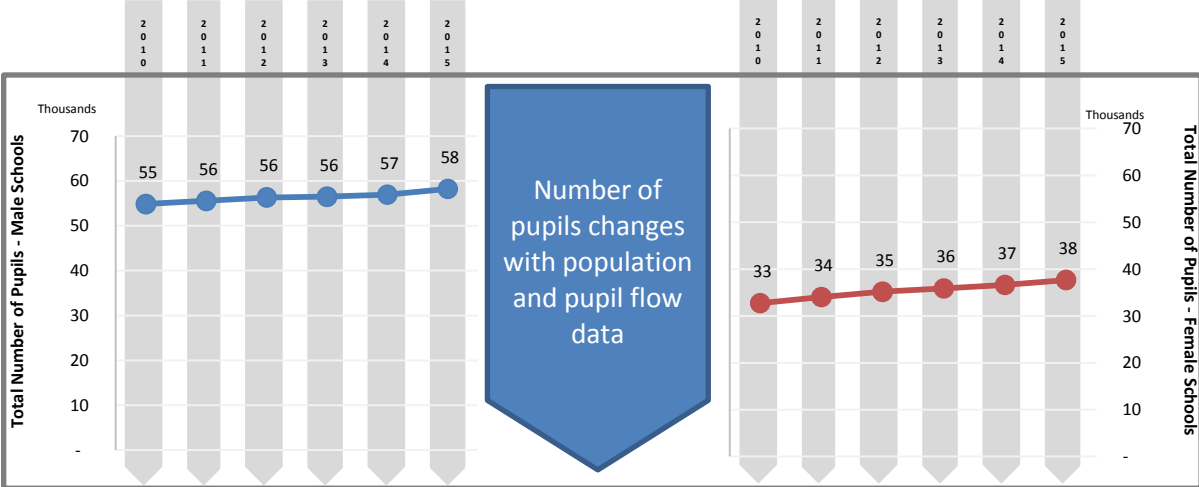 2010 2011 2012 2013 2014 2015
2010 2011 2012 2013 2014 2015
Total Number of Pupils - Male Schools
Thousands
70
60
50
40
30
20
10
-
55 56 56 56 57 58
Number of
pupils changes
with population
and pupil flow
data
33 34 35 36 37 38
Thousands
70
60
50
40
30
20
10
-
Total Number of Pupils - Female Schools